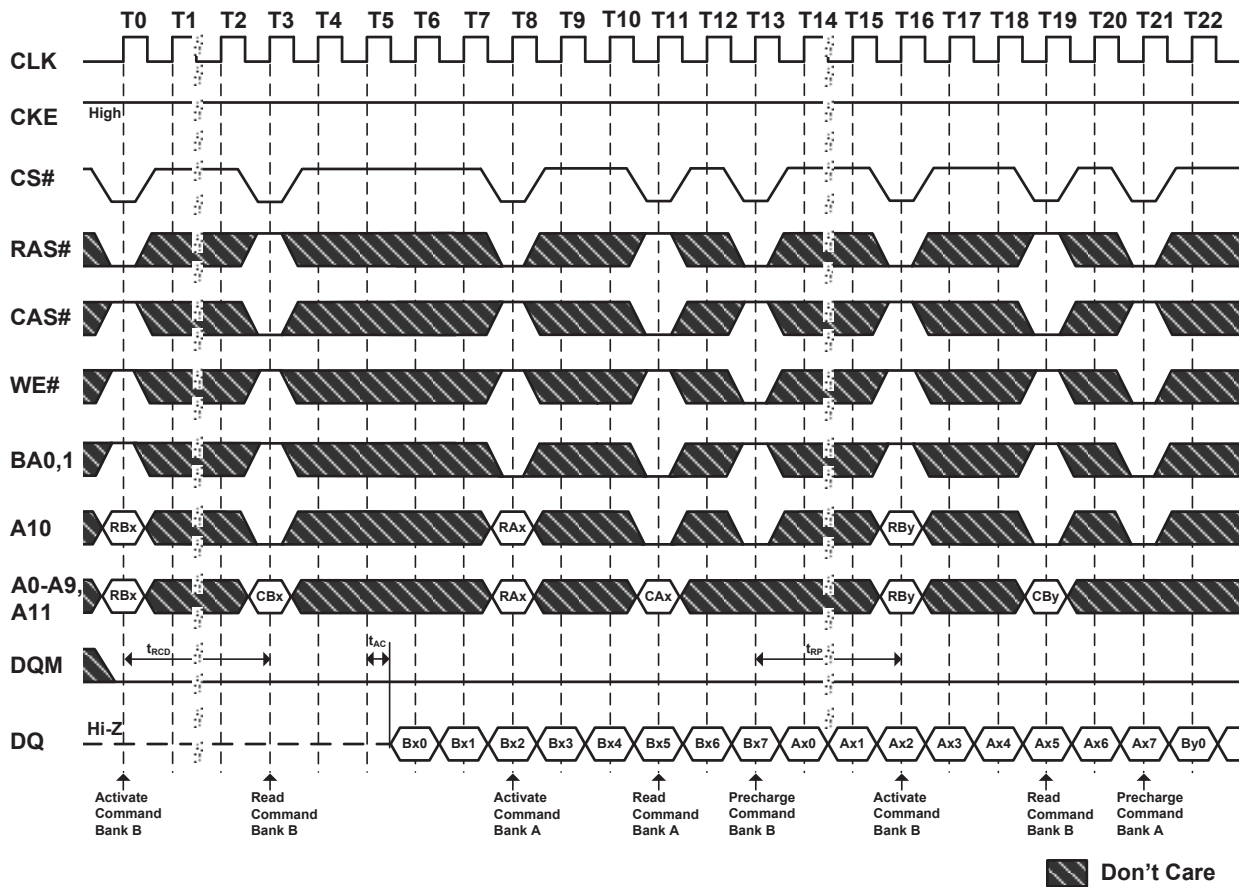 T0 T1 T2 T3 T4 T5 T6 T7 T8 T9 T10 T11 T12 T13 T14 T15 T16 T17 T18 T19 T20 T21 T22
CLK
CKE High
CS#
RAS#
CAS#
WE#
BA0,1
A10 RBx RAx RBy
A0-A9,
A11 RBx CBx RAx CAx RBy CBy
DQM tRCD tAC tRP
DQ Hi-Z Bx0 Bx1 Bx2 Bx3 Bx4 Bx5 Bx6 Bx7 Ax0 Ax1 Ax2 Ax3 Ax4 Ax5 Ax6 Ax7 By0
Activate
Command
Bank B
Read
Command
Bank B
Activate
Command
Bank A
Read
Command
Bank A
Precharge
Command
Bank B
Activate
Command
Bank B
Read
Command
Bank B
Precharge
Command
Bank A
Don't Care